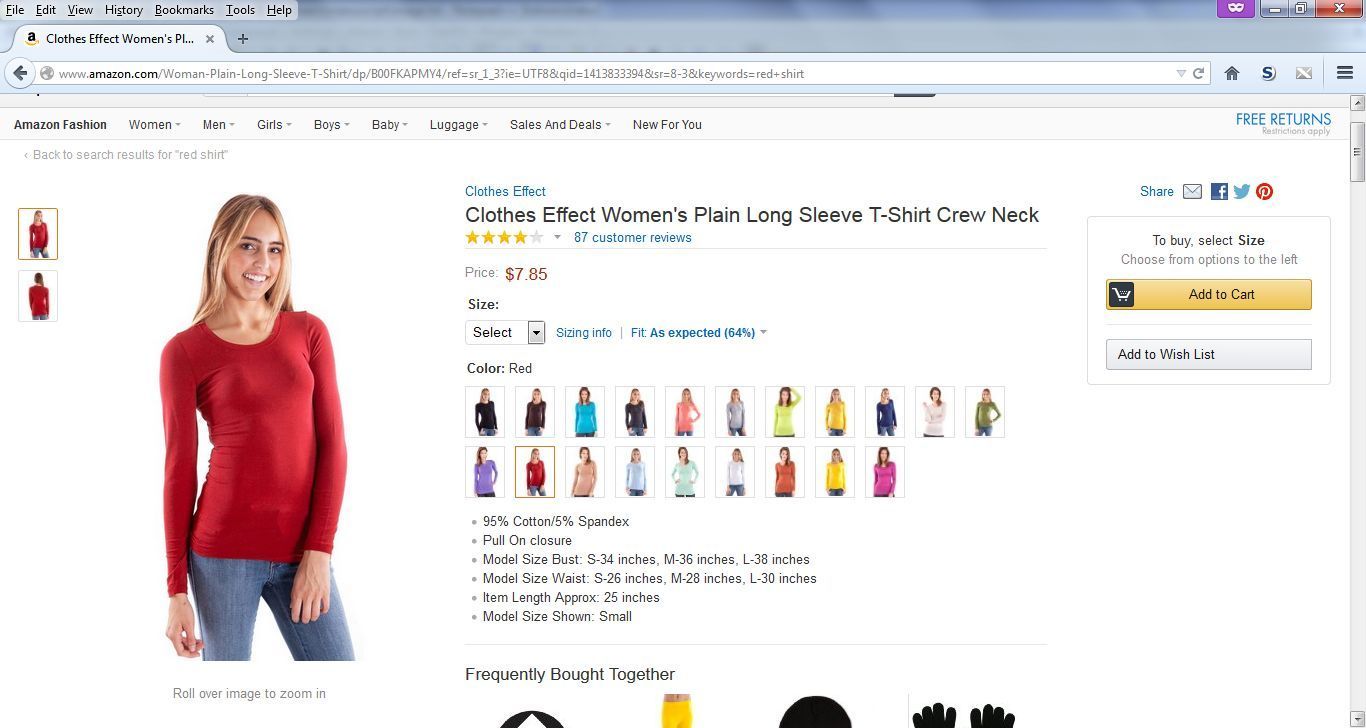 File Edit View History Bookmarks Tools Help
a Clothes Effect Women's Pl... × +
www.amazon.com/Woman-Plain-Long-Sleeve-T-Shirt/dp/B00FKAPMY4/ref=sr_1_3?ie=UTF8&qid=1413833394&sr=8-3&keywords=red+shirt
S
Amazon Fashion Women Men Girls Boys Baby Luggage Sales And Deals New For You
FREE RETURNS
Restrictions apply
‹ Back to search results for "red shirt"
Clothes Effect
Clothes Effect Women's Plain Long Sleeve T-Shirt Crew Neck
87 customer reviews
Price: $7.85
Size:
Select Sizing info | Fit: As expected (64%)
Color: Red
95% Cotton/5% Spandex
Pull On closure
Model Size Bust: S-34 inches, M-36 inches, L-38 inches
Model Size Waist: S-26 inches, M-28 inches, L-30 inches
Item Length Approx: 25 inches
Model Size Shown: Small
Roll over image to zoom in
Frequently Bought Together
Share
To buy, select Size
Choose from options to the left
Add to Cart
Add to Wish List